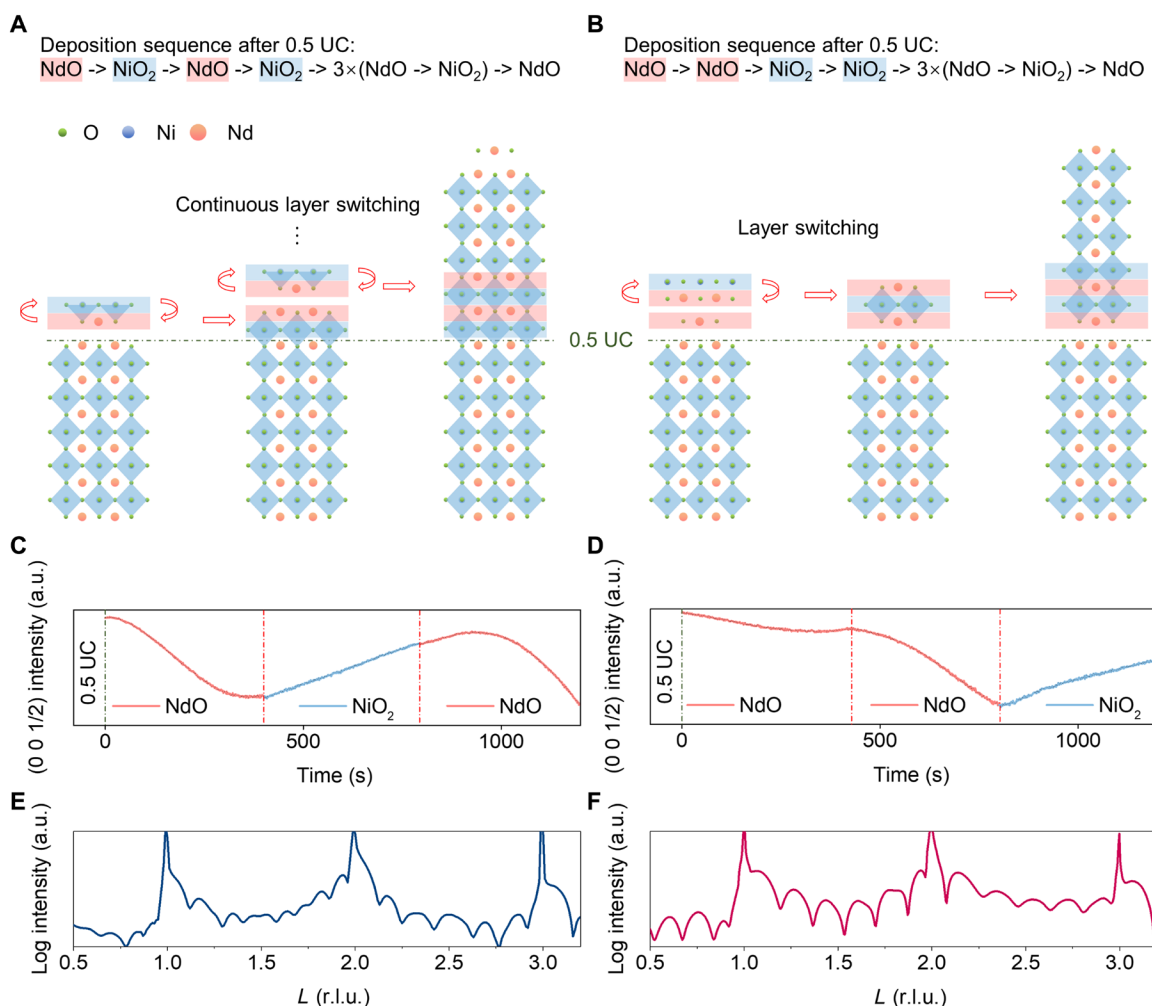 A
Deposition sequence after 0.5 UC:
NdO -> NiO₂ -> NdO -> NiO₂ -> 3×(NdO -> NiO₂) -> NdO
O Ni Nd
Continuous layer switching
⋮
B
Deposition sequence after 0.5 UC:
NdO -> NdO -> NiO₂ -> NiO₂ -> 3×(NdO -> NiO₂) -> NdO
Layer switching
0.5 UC
C
(0 0 1/2) intensity (a.u.)
0.5 UC
NdO NiO₂ NdO
0 500 1000
Time (s)
D
(0 0 1/2) intensity (a.u.)
0.5 UC
NdO NdO NiO₂
0 500 1000
Time (s)
E
Log intensity (a.u.)
0.5 1.0 1.5 2.0 2.5 3.0
L (r.l.u.)
F
Log intensity (a.u.)
0.5 1.0 1.5 2.0 2.5 3.0
L (r.l.u.)